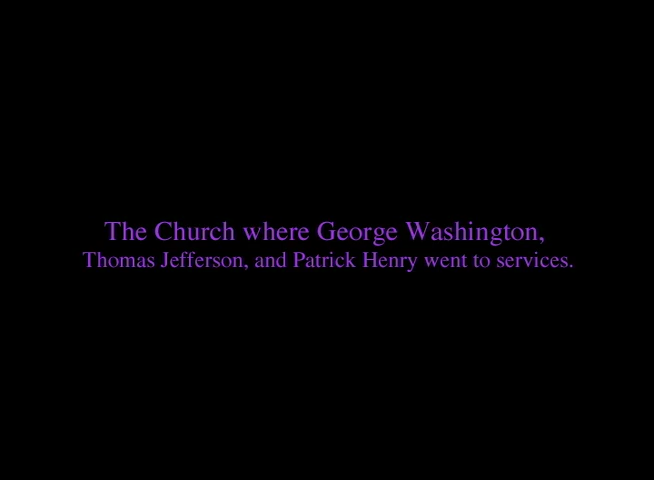 The Church where George Washington,
Thomas Jefferson, and Patrick Henry went to services.